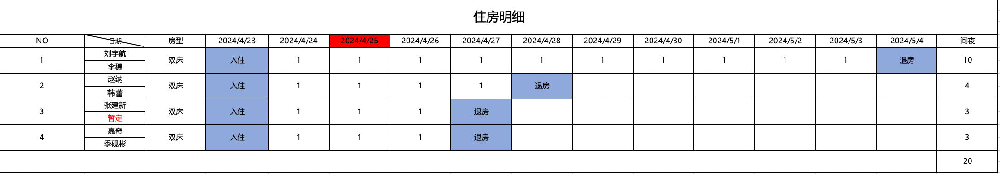 住房明细
NO 日期 房型 2024/4/23 2024/4/24 2024/4/25 2024/4/26 2024/4/27 2024/4/28 2024/4/29 2024/4/30 2024/5/1 2024/5/2 2024/5/3 2024/5/4 间夜
1 刘宇航 双床 入住 1 1 1 1 1 1 1 1 1 1 退房 10
李穗
2 赵纳 双床 入住 1 1 1 1 退房 4
韩蕾
3 张建新 双床 入住 1 1 1 退房 3
暂定
4 嘉奇 双床 入住 1 1 1 退房 3
季砚彬
20